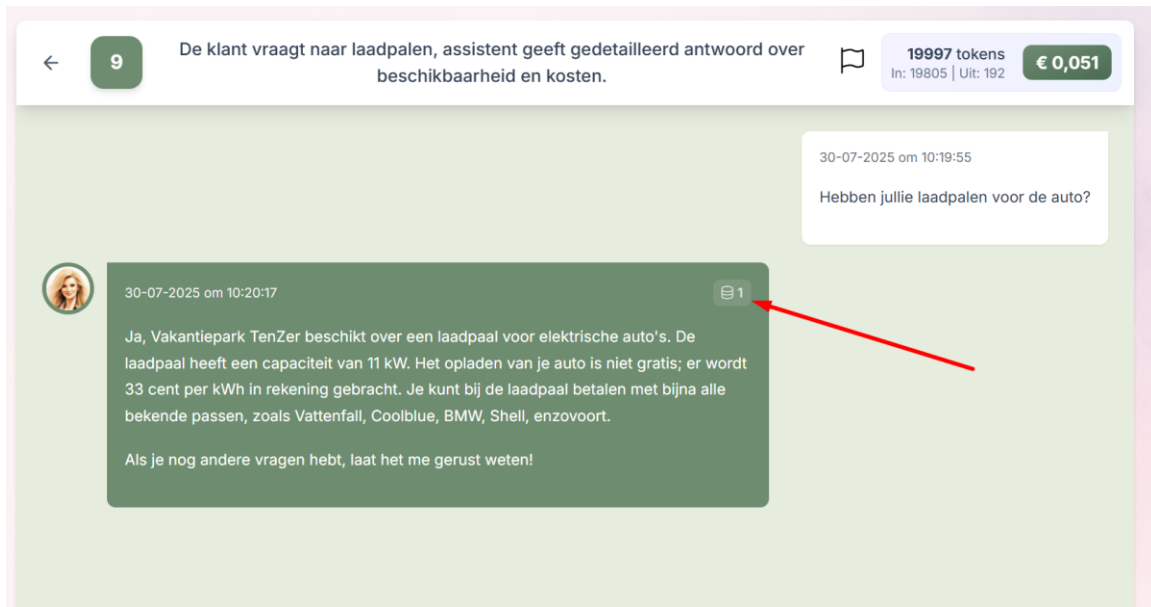 9
De klant vraagt naar laadpalen, assistent geeft gedetailleerd antwoord over
beschikbaarheid en kosten.
19997 tokens
In: 19805 | Uit: 192
€ 0,051
30-07-2025 om 10:19:55
Hebben jullie laadpalen voor de auto?
30-07-2025 om 10:20:17
1
Ja, Vakantiepark TenZer beschikt over een laadpaal voor elektrische auto's. De
laadpaal heeft een capaciteit van 11 kW. Het opladen van je auto is niet gratis; er wordt
33 cent per kWh in rekening gebracht. Je kunt bij de laadpaal betalen met bijna alle
bekende passen, zoals Vattenfall, Coolblue, BMW, Shell, enzovoort.
Als je nog andere vragen hebt, laat het me gerust weten!